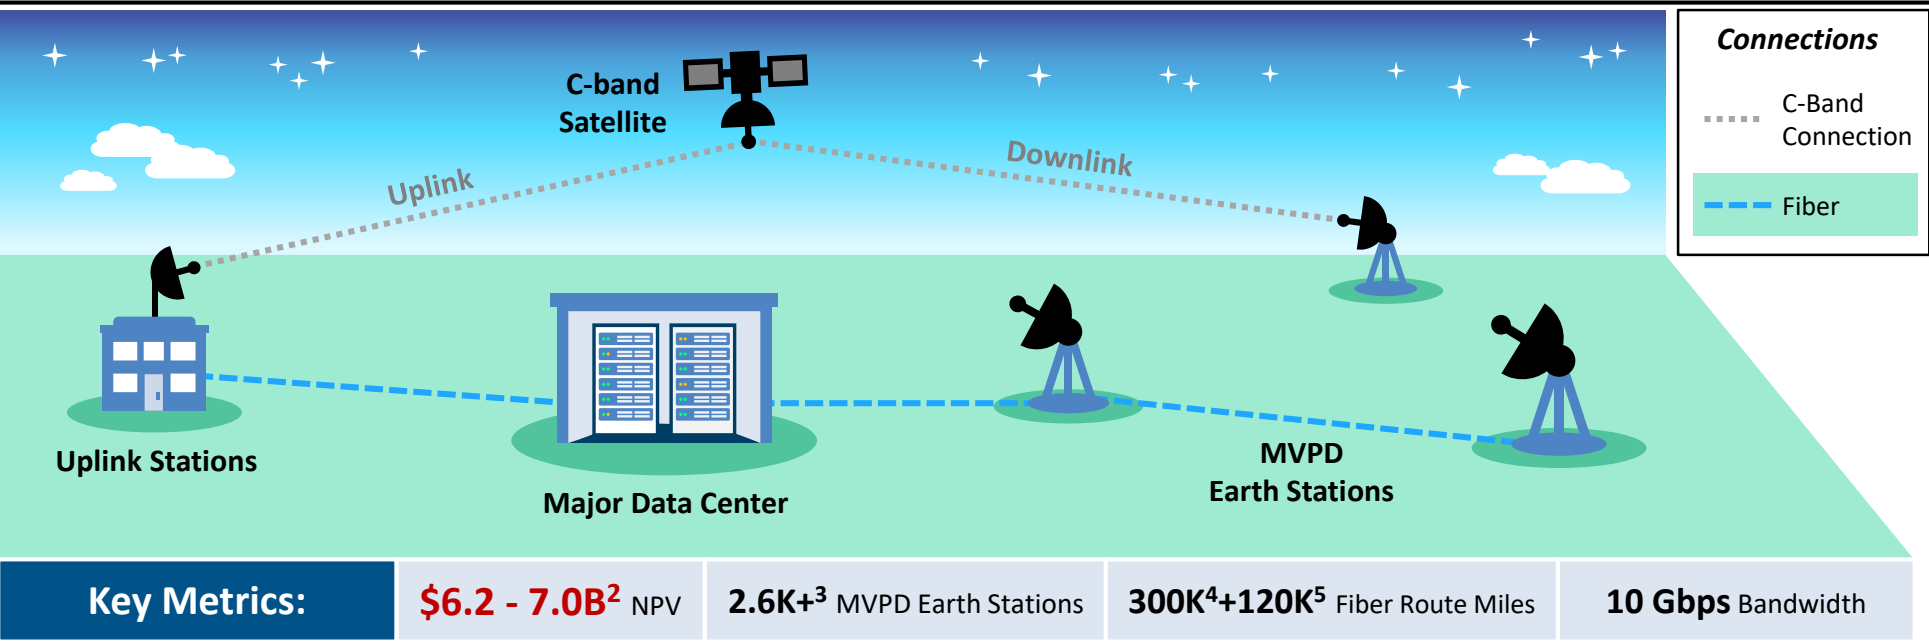 C-band
Satellite
Uplink
Downlink
Connections
C-Band
Connection
Fiber
Uplink Stations
Major Data Center
MVPD
Earth Stations
Key Metrics:
$6.2 - 7.0B² NPV
2.6K+³ MVPD Earth Stations
300K⁴+120K⁵ Fiber Route Miles
10 Gbps Bandwidth